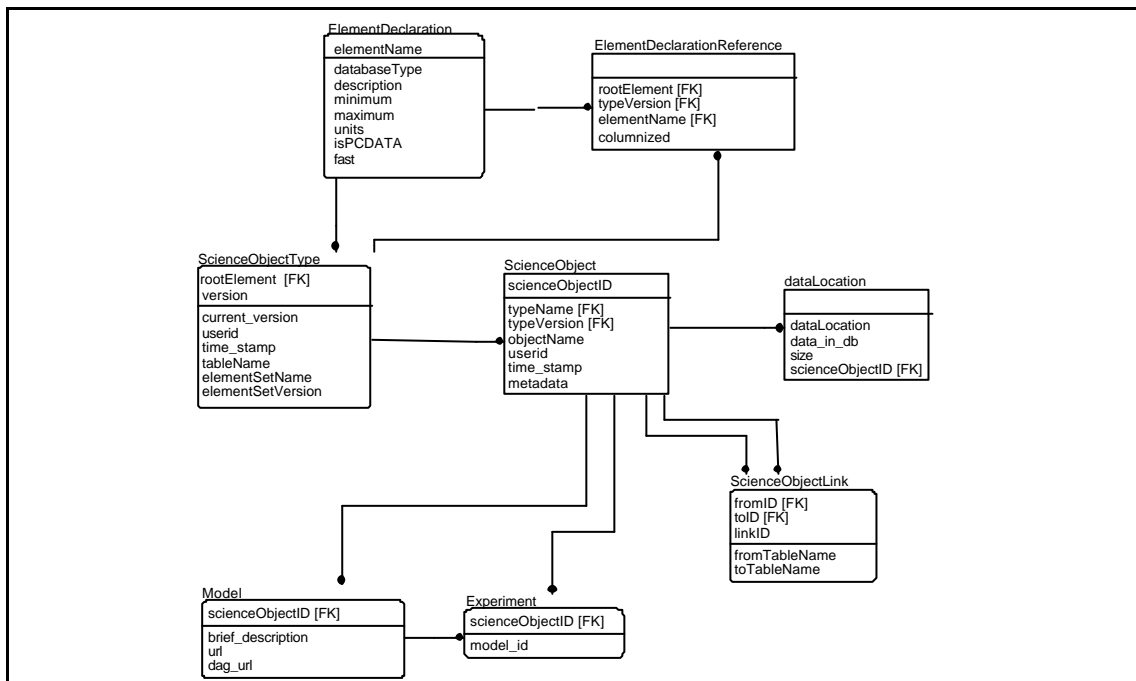 ElementDeclaration
elementName
databaseType
description
minimum
maximum
units
isPCDATA
fast
ElementDeclarationReference
rootElement [FK]
typeVersion [FK]
elementName [FK]
columnized
ScienceObjectType
rootElement [FK]
version
current_version
userid
time_stamp
tableName
elementSetName
elementSetVersion
ScienceObject
scienceObjectID
typeName [FK]
typeVersion [FK]
objectName
userid
time_stamp
metadata
dataLocation
dataLocation
data_in_db
size
scienceObjectID [FK]
ScienceObjectLink
fromID [FK]
toID [FK]
linkID
fromTableName
toTableName
Model
scienceObjectID [FK]
brief_description
url
dag_url
Experiment
scienceObjectID [FK]
model_id